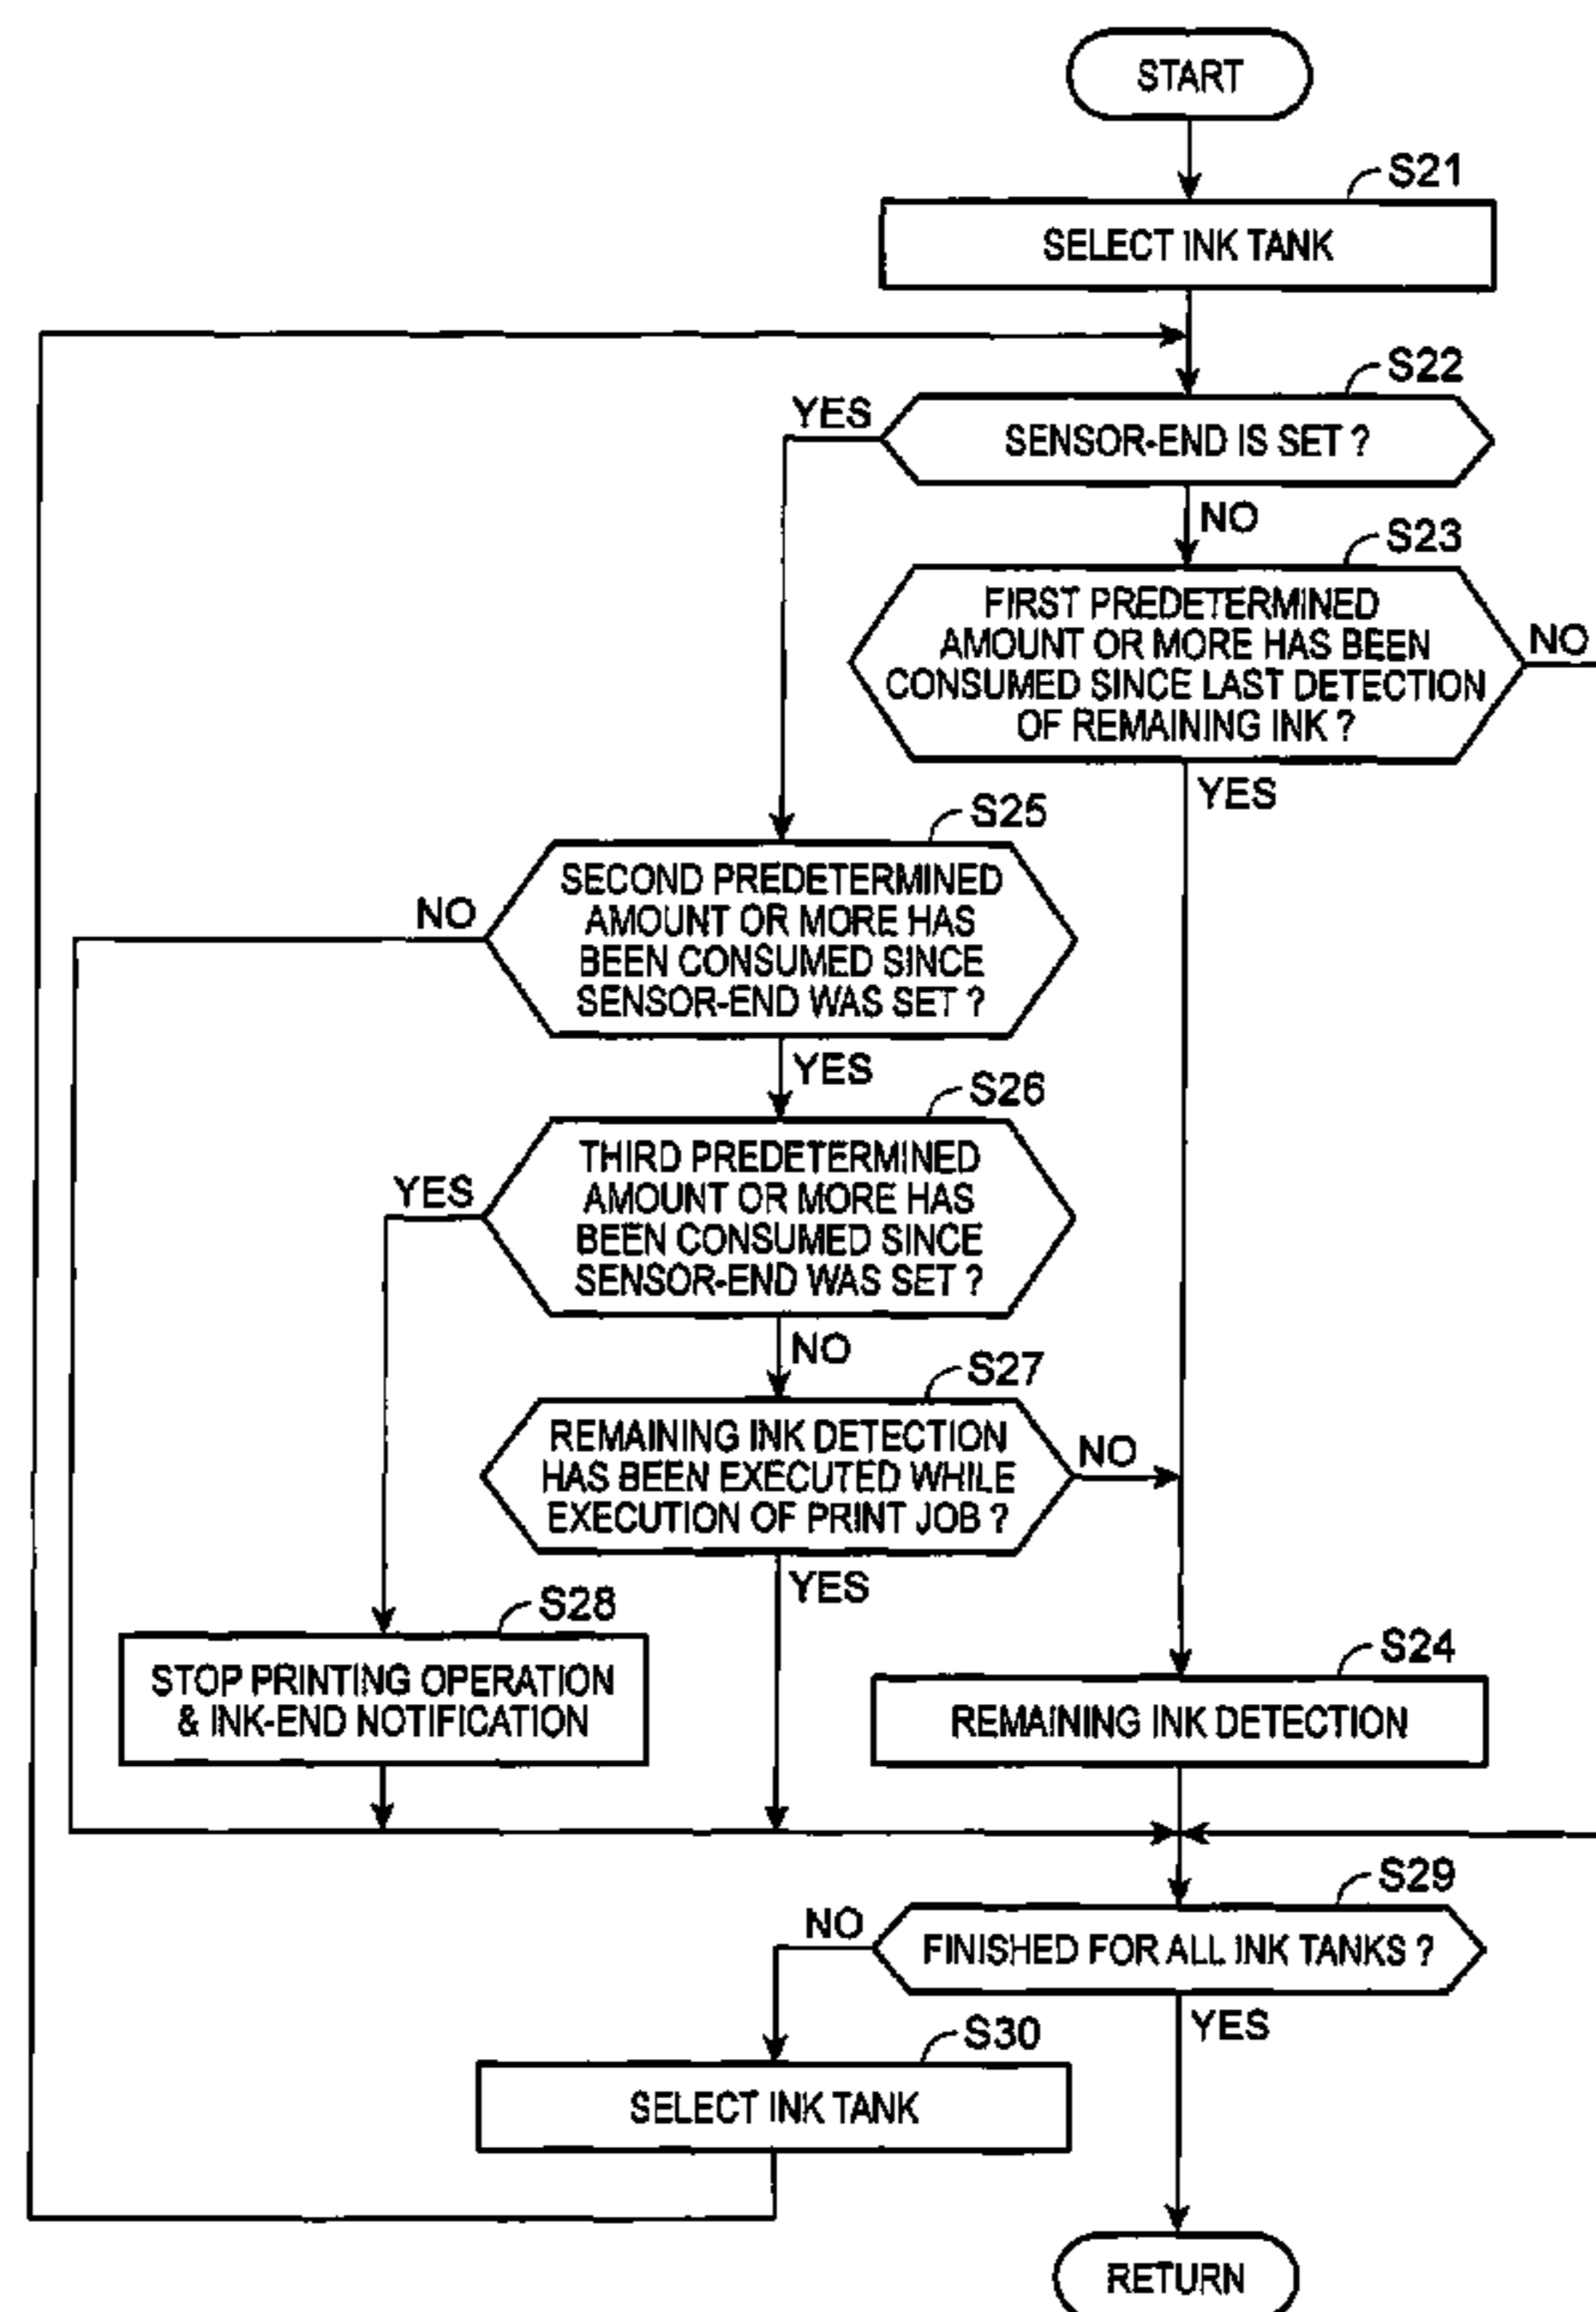 START
S21
SELECT INK TANK
S22
YES
SENSOR-END IS SET ?
NO
S23
FIRST PREDETERMINED
AMOUNT OR MORE HAS BEEN
CONSUMED SINCE LAST DETECTION
OF REMAINING INK ?
NO
YES
S25
SECOND PREDETERMINED
AMOUNT OR MORE HAS
BEEN CONSUMED SINCE
SENSOR-END WAS SET ?
NO
YES
S26
THIRD PREDETERMINED
AMOUNT OR MORE HAS
BEEN CONSUMED SINCE
SENSOR-END WAS SET ?
YES
NO
S27
REMAINING INK DETECTION
HAS BEEN EXECUTED WHILE
EXECUTION OF PRINT JOB ?
NO
YES
S28
STOP PRINTING OPERATION
& INK-END NOTIFICATION
S24
REMAINING INK DETECTION
S29
NO
FINISHED FOR ALL INK TANKS ?
YES
S30
SELECT INK TANK
RETURN